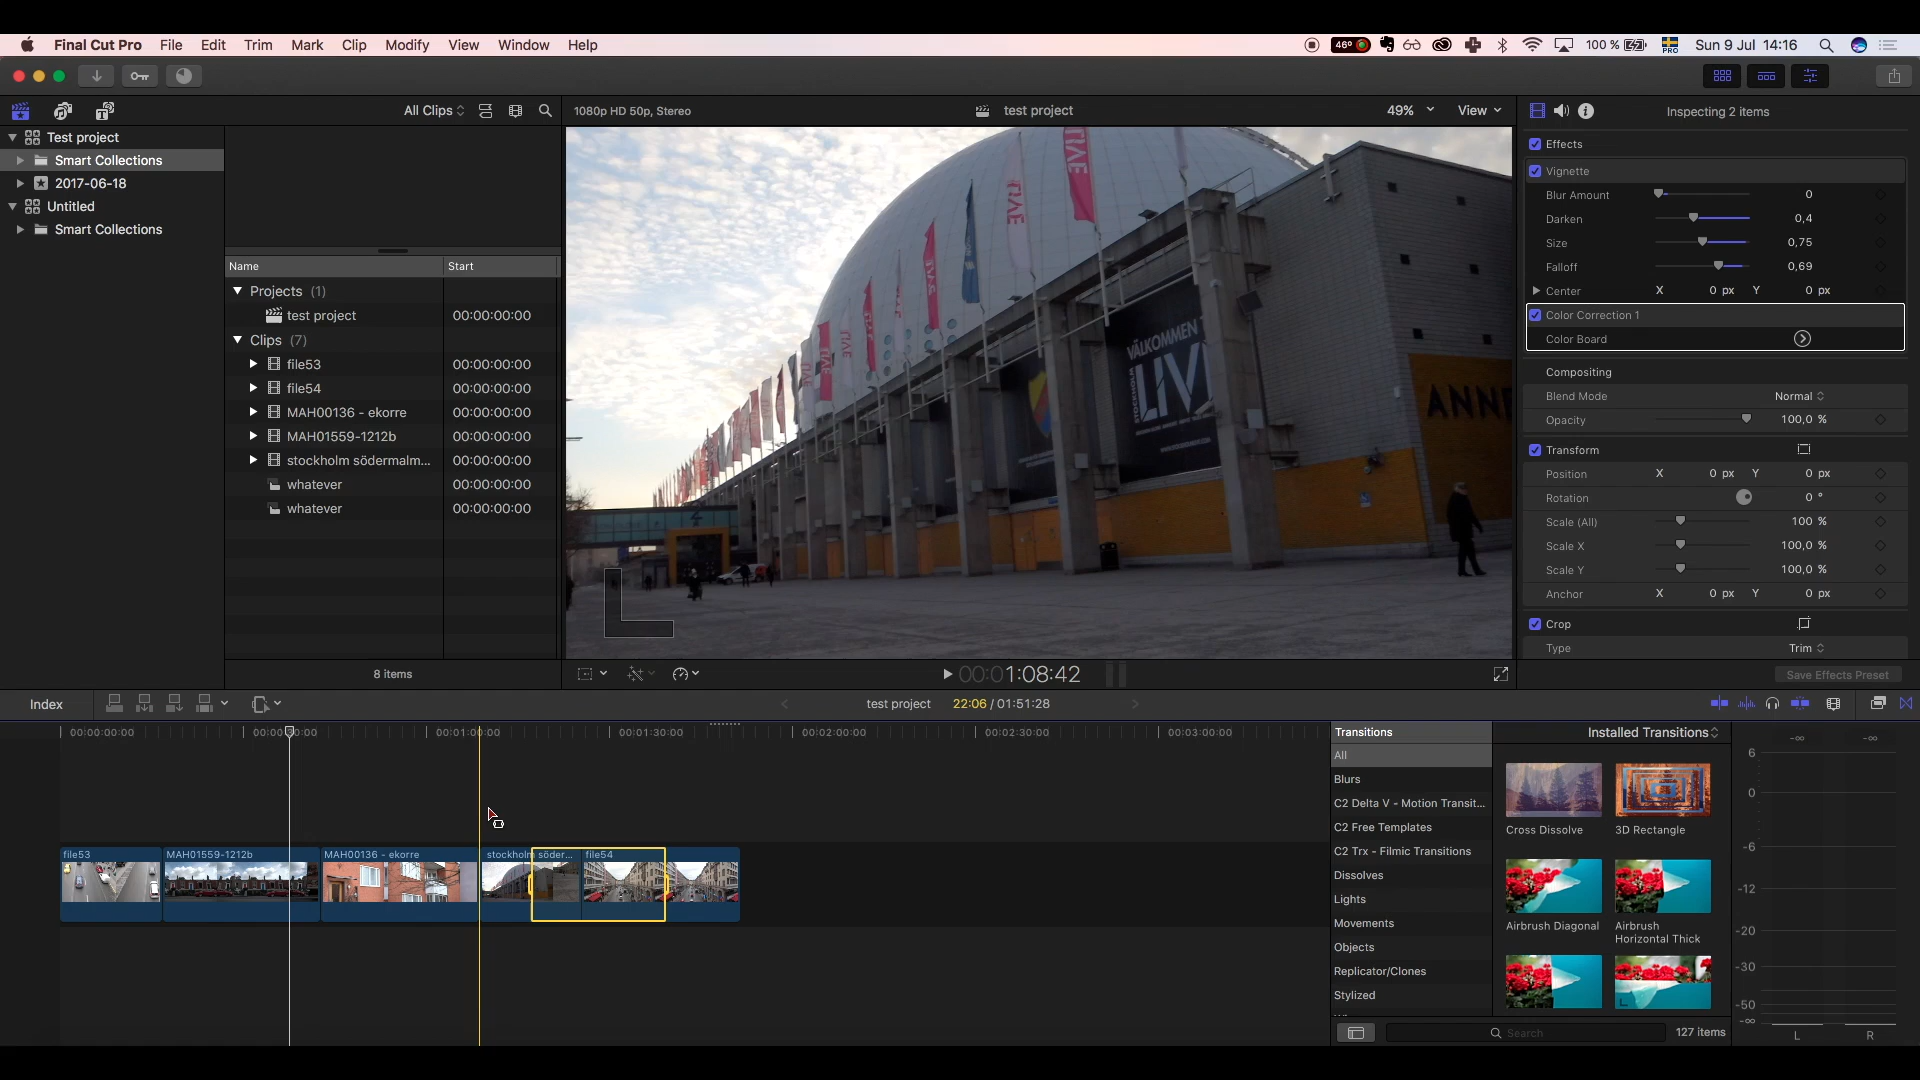 Final Cut Pro File Edit Trim Mark Clip Modify View Window Help
46° 100 % PRO Sun 9 Jul 14:16
All Clips
1080p HD 50p, Stereo test project 49% View
Inspecting 2 items
Test project
Smart Collections
2017-06-18
Untitled
Smart Collections
Name Start
Projects (1)
test project 00:00:00:00
Clips (7)
file53 00:00:00:00
file54 00:00:00:00
MAH00136 - ekorre 00:00:00:00
MAH01559-1212b 00:00:00:00
stockholm södermalm... 00:00:00:00
whatever 00:00:00:00
whatever 00:00:00:00
8 items
VÄLKOMMEN
STOCKHOLM
LIVE
ANNE
00:00:1:08:42
Effects
Vignette
Blur Amount 0
Darken 0,4
Size 0,75
Falloff 0,69
Center X 0 px Y 0 px
Color Correction 1
Color Board
Compositing
Blend Mode Normal
Opacity 100,0 %
Transform
Position X 0 px Y 0 px
Rotation 0 °
Scale (All) 100 %
Scale X 100,0 %
Scale Y 100,0 %
Anchor X 0 px Y 0 px
Crop
Type Trim
Save Effects Preset
Index test project 22:06 / 01:51:28
00:00:00:00 00:01:00:00 00:01:30:00 00:02:00:00 00:02:30:00 00:03:00:00
file53 MAH01559-1212b MAH00136 - ekorre stockholm söder... file54
Transitions
All
Blurs
C2 Delta V - Motion Transit...
C2 Free Templates
C2 Trx - Filmic Transitions
Dissolves
Lights
Movements
Objects
Replicator/Clones
Stylized
Installed Transitions
Cross Dissolve 3D Rectangle
Airbrush Diagonal Airbrush
Horizontal Thick
Search 127 items
-∞ -∞
6
0
-6
-12
-20
-30
-50
-∞
L R